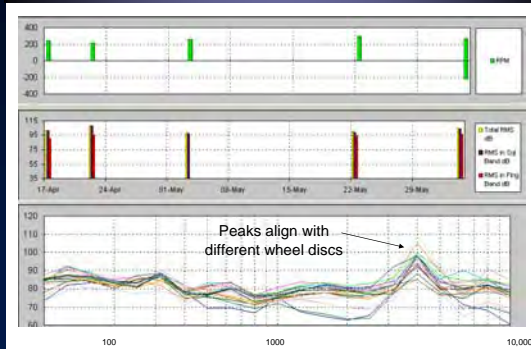 400
200
0
200
400
RPM
115
95
75
55
35
17-Apr 24-Apr 01-May 08-May 15-May 22-May 29-May
Total RMS
dB
RMS in Sql
Band dB
RMS in Flng
Band dB
120
110
100
90
80
70
60
Peaks align with
different wheel discs
100 1000 10,00